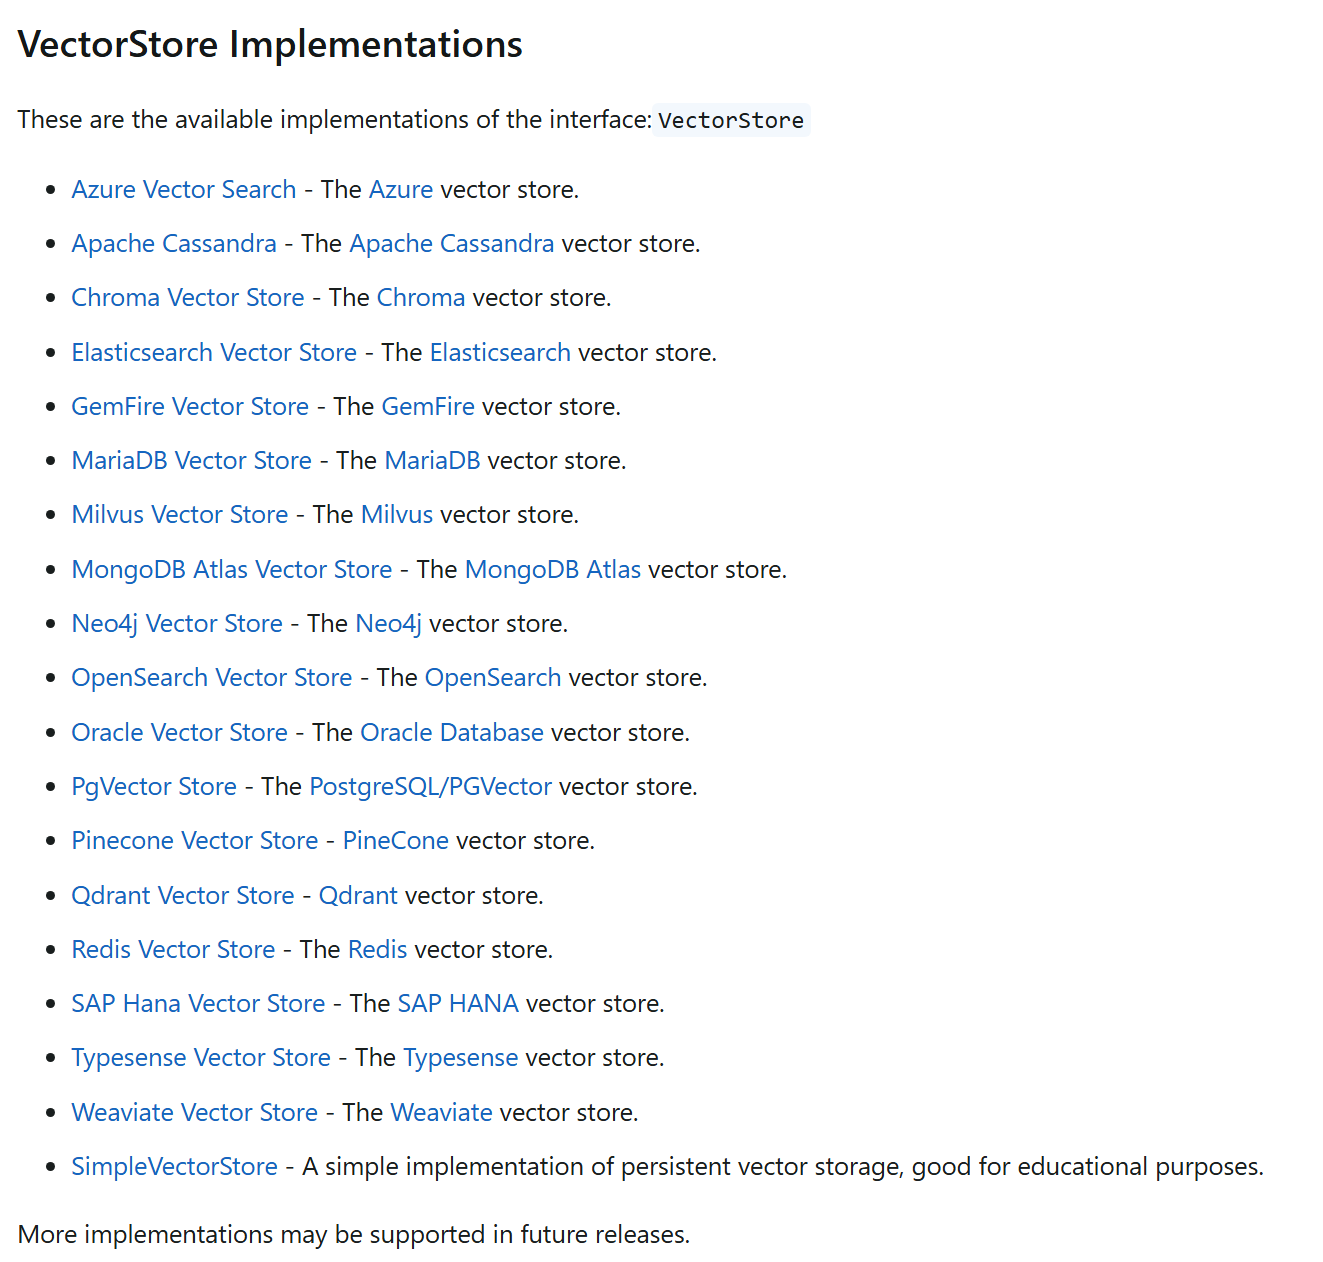 VectorStore Implementations
These are the available implementations of the interface: VectorStore
• Azure Vector Search - The Azure vector store.
• Apache Cassandra - The Apache Cassandra vector store.
• Chroma Vector Store - The Chroma vector store.
• Elasticsearch Vector Store - The Elasticsearch vector store.
• GemFire Vector Store - The GemFire vector store.
• MariaDB Vector Store - The MariaDB vector store.
• Milvus Vector Store - The Milvus vector store.
• MongoDB Atlas Vector Store - The MongoDB Atlas vector store.
• Neo4j Vector Store - The Neo4j vector store.
• OpenSearch Vector Store - The OpenSearch vector store.
• Oracle Vector Store - The Oracle Database vector store.
• PgVector Store - The PostgreSQL/PGVector vector store.
• Pinecone Vector Store - PineCone vector store.
• Qdrant Vector Store - Qdrant vector store.
• Redis Vector Store - The Redis vector store.
• SAP Hana Vector Store - The SAP HANA vector store.
• Typesense Vector Store - The Typesense vector store.
• Weaviate Vector Store - The Weaviate vector store.
• SimpleVectorStore - A simple implementation of persistent vector storage, good for educational purposes.
More implementations may be supported in future releases.